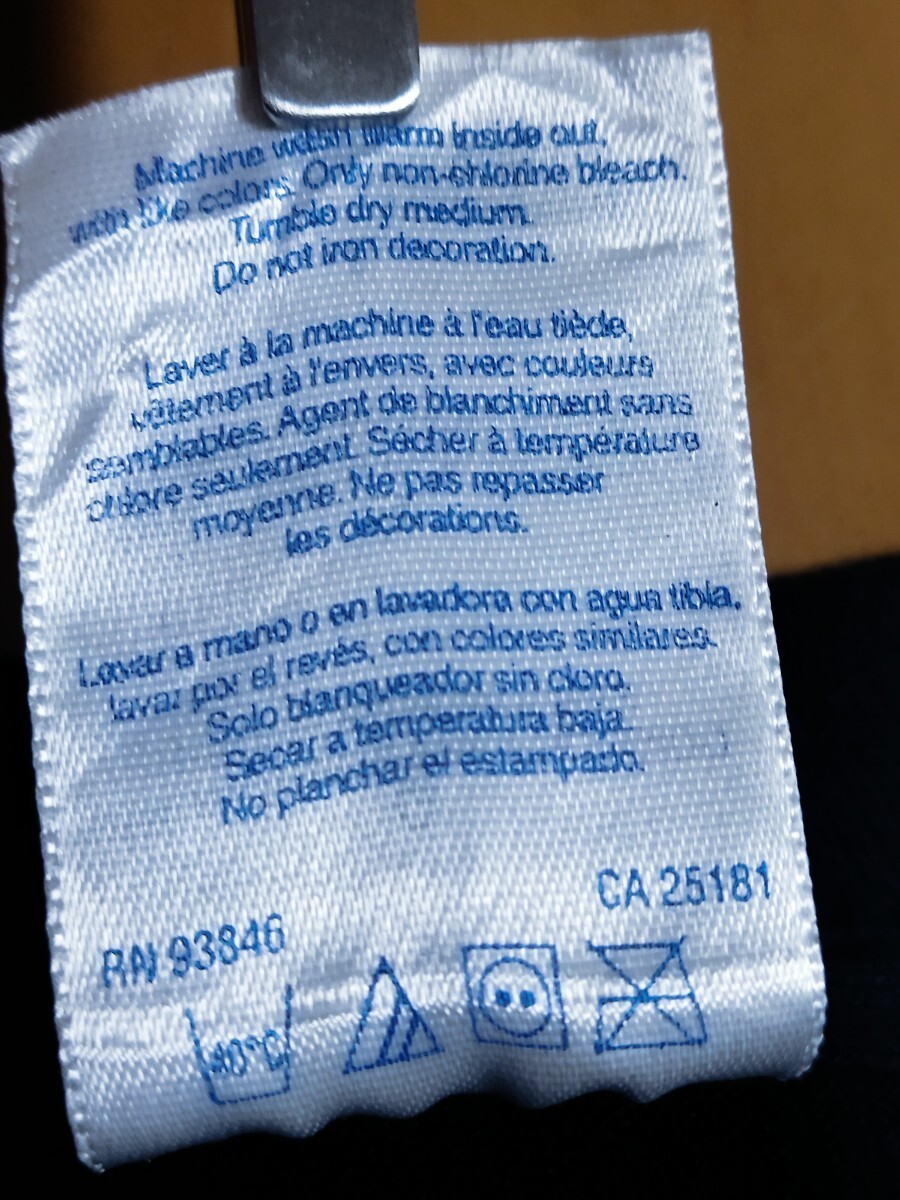 Machine wash warm inside out,
with like colors. Only non-chlorine bleach.
Tumble dry medium.
Do not iron decoration.
Laver à la machine à l'eau tiède,
vêtement à l'envers, avec couleurs
semblables. Agent de blanchiment sans
chlore seulement. Sécher à température
moyenne. Ne pas repasser
les décorations.
Lavar a mano o en lavadora con agua tibia,
lavar por el revés, con colores similares.
Solo blanqueador sin cloro.
Secar a temperatura baja.
No planchar el estampado.
CA 25181
RN 93846
40°C